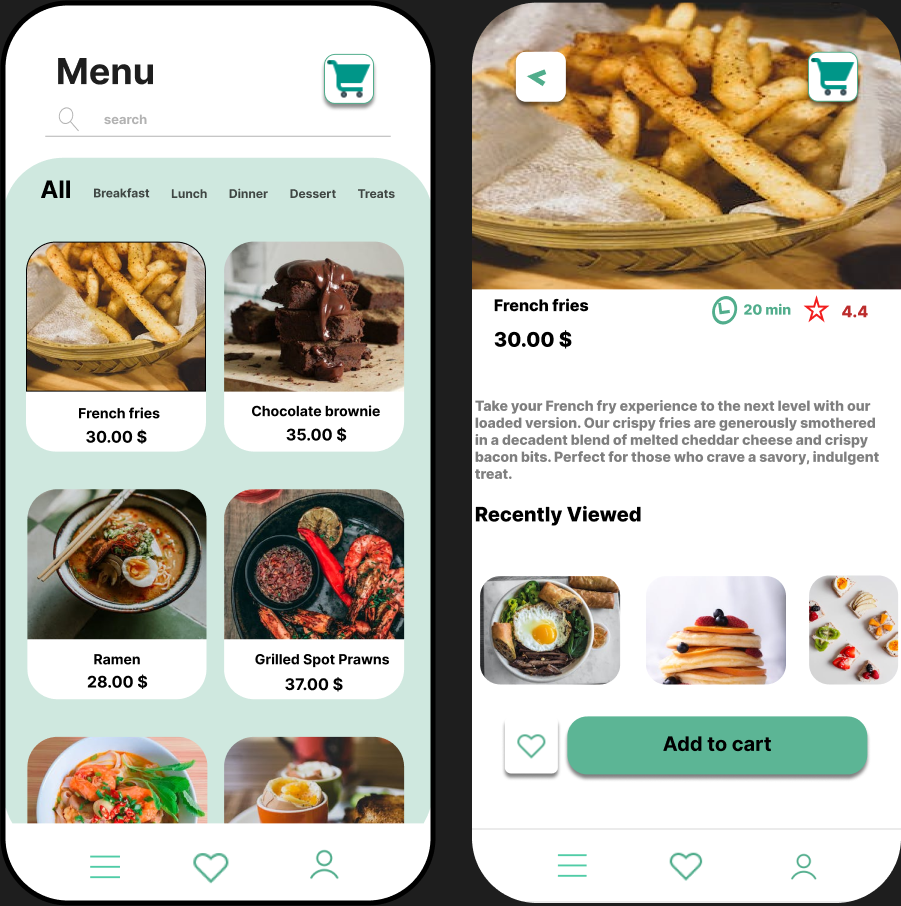 Menu
search
All Breakfast Lunch Dinner Dessert Treats
French fries
30.00 $
Chocolate brownie
35.00 $
Ramen
28.00 $
Grilled Spot Prawns
37.00 $
French fries
20 min
4.4
30.00 $
Take your French fry experience to the next level with our
loaded version. Our crispy fries are generously smothered
in a decadent blend of melted cheddar cheese and crispy
bacon bits. Perfect for those who crave a savory, indulgent
treat.
Recently Viewed
Add to cart